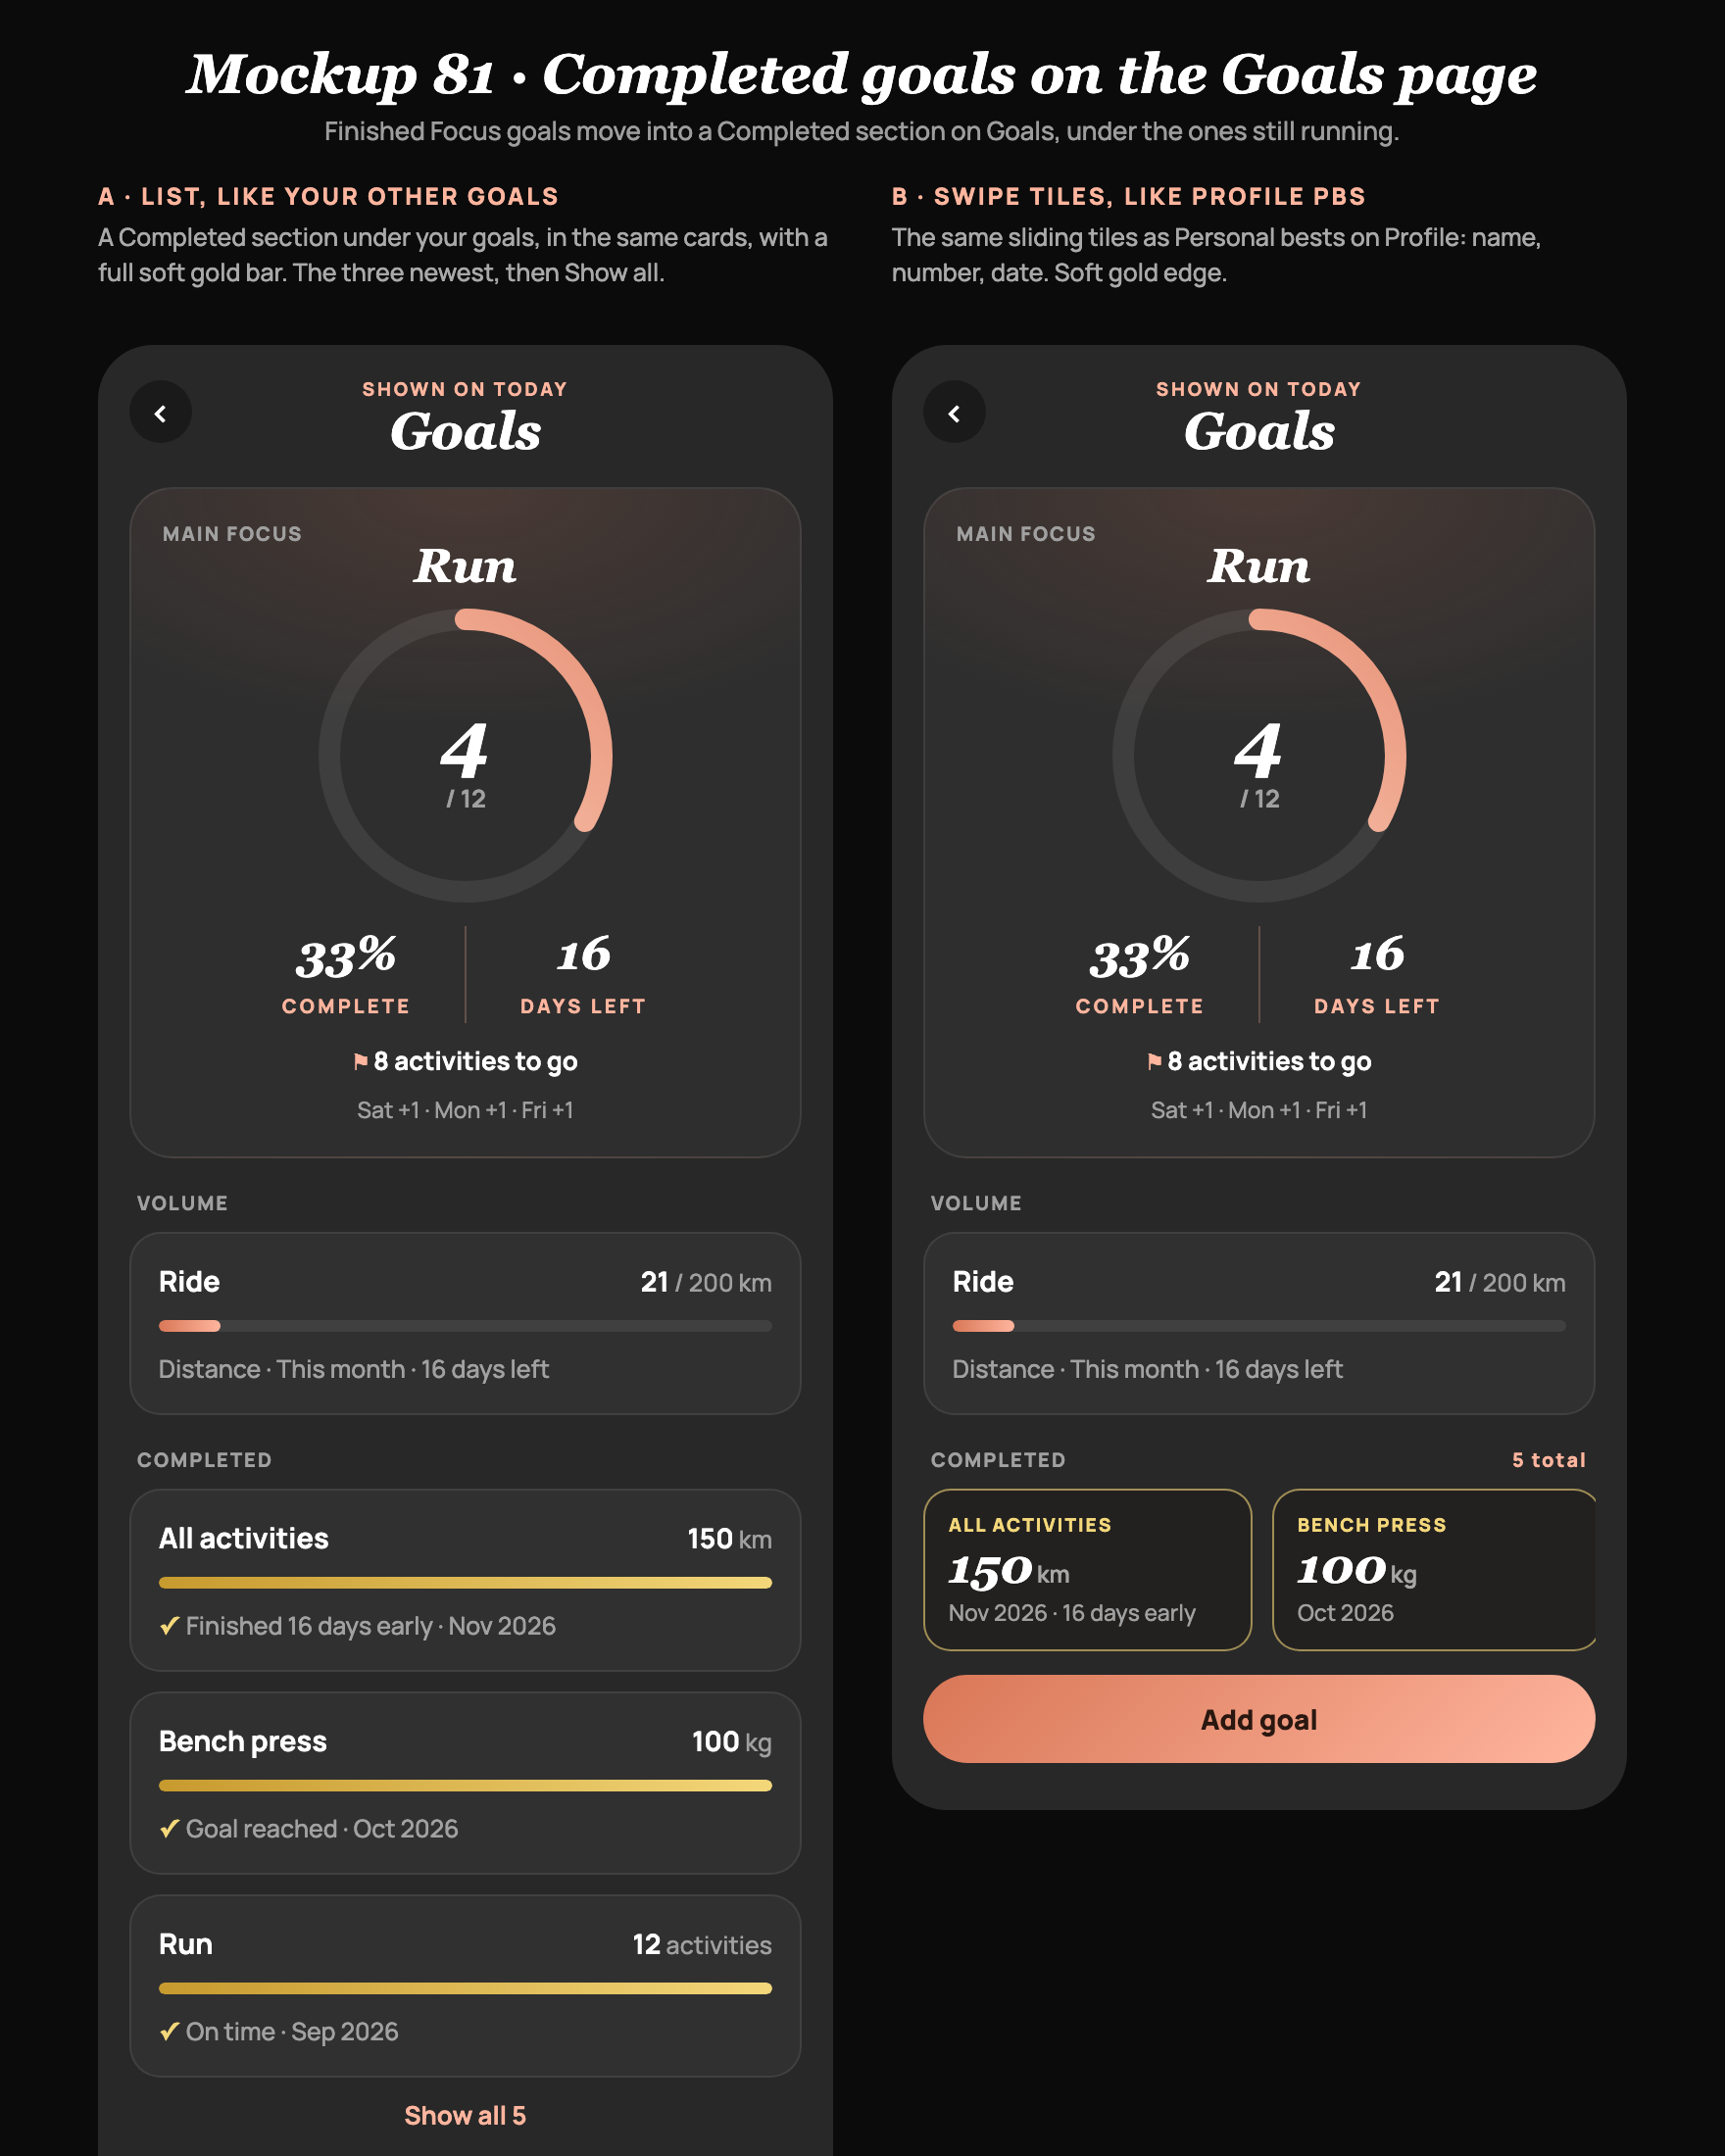 Mockup 81 · Completed goals on the Goals page
Finished Focus goals move into a Completed section on Goals, under the ones still running.
A · LIST, LIKE YOUR OTHER GOALS
A Completed section under your goals, in the same cards, with a
full soft gold bar. The three newest, then Show all.
SHOWN ON TODAY
Goals
MAIN FOCUS
Run
4
/ 12
33%
COMPLETE
16
DAYS LEFT
8 activities to go
Sat +1 · Mon +1 · Fri +1
VOLUME
Ride
21 / 200 km
Distance · This month · 16 days left
COMPLETED
All activities
150 km
✓ Finished 16 days early · Nov 2026
Bench press
100 kg
✓ Goal reached · Oct 2026
Run
12 activities
✓ On time · Sep 2026
Show all 5
B · SWIPE TILES, LIKE PROFILE PBS
The same sliding tiles as Personal bests on Profile: name,
number, date. Soft gold edge.
SHOWN ON TODAY
Goals
MAIN FOCUS
Run
4
/ 12
33%
COMPLETE
16
DAYS LEFT
8 activities to go
Sat +1 · Mon +1 · Fri +1
VOLUME
Ride
21 / 200 km
Distance · This month · 16 days left
COMPLETED
5 total
ALL ACTIVITIES
150 km
Nov 2026 · 16 days early
BENCH PRESS
100 kg
Oct 2026
Add goal